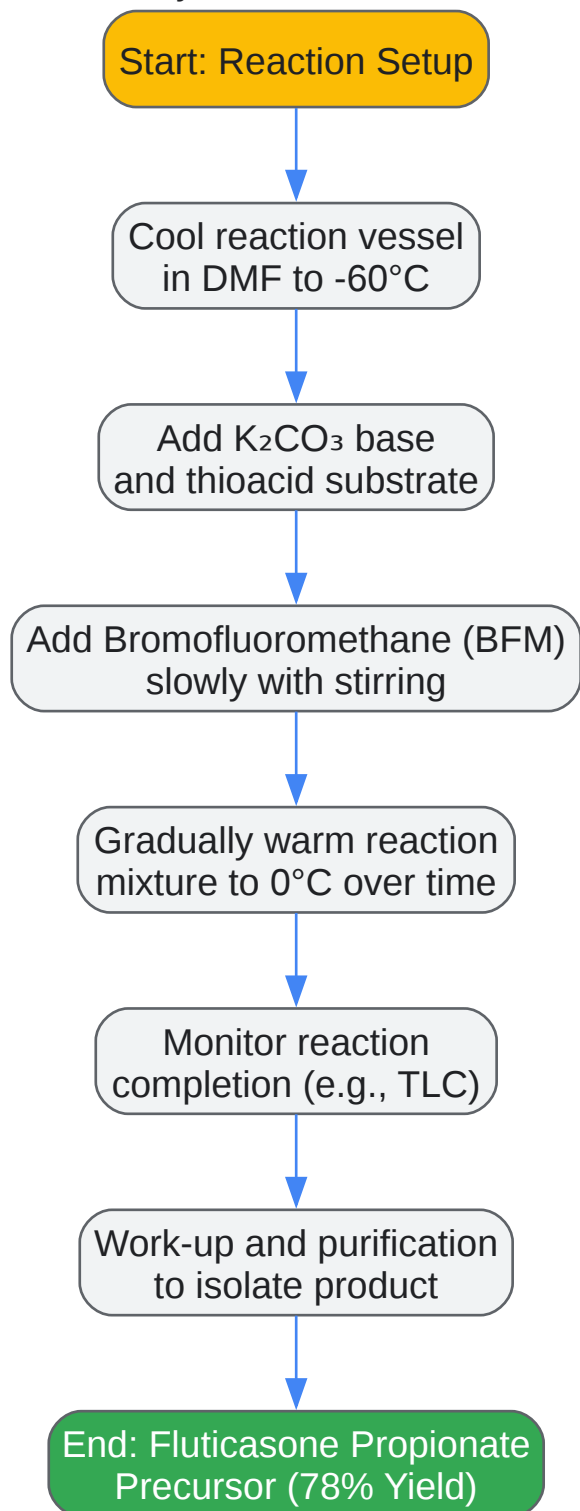 Start: Reaction Setup
Cool reaction vessel
in DMF to -60°C
Add K₂CO₃ base
and thioacid substrate
Add Bromofluoromethane (BFM)
slowly with stirring
Gradually warm reaction
mixture to 0°C over time
Monitor reaction
completion (e.g., TLC)
Work-up and purification
to isolate product
End: Fluticasone Propionate
Precursor (78% Yield)